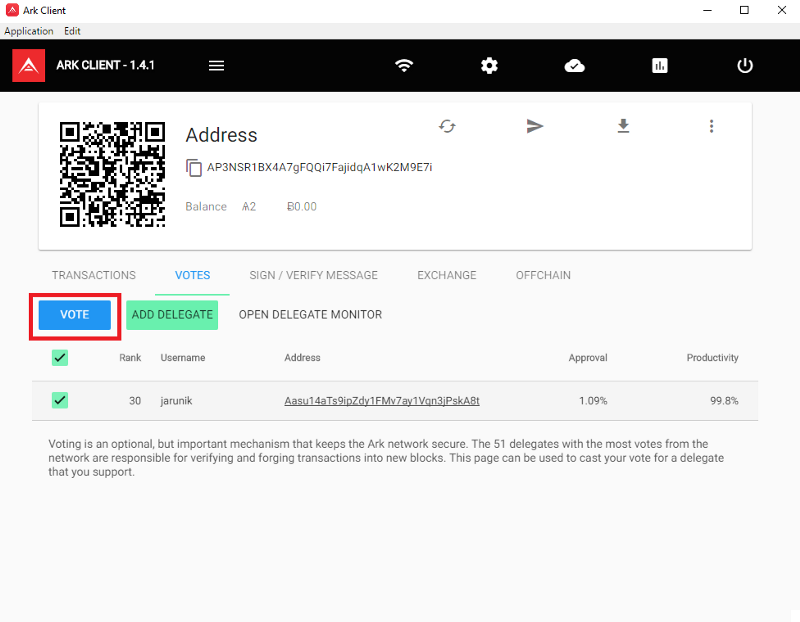 Ark Client
Application Edit
ARK CLIENT - 1.4.1
Address
AP3NSR1BX4A7gFQQi7FajidqA1wK2M9E7i
Balance Ѧ2 Ƀ0.00
TRANSACTIONS VOTES SIGN / VERIFY MESSAGE EXCHANGE OFFCHAIN
VOTE ADD DELEGATE OPEN DELEGATE MONITOR
Rank Username Address Approval Productivity
30 jarunik Aasu14aTs9ipZdy1FMv7ay1Vqn3jPskA8t 1.09% 99.8%
Voting is an optional, but important mechanism that keeps the Ark network secure. The 51 delegates with the most votes from the
network are responsible for verifying and forging transactions into new blocks. This page can be used to cast your vote for a delegate
that you support.